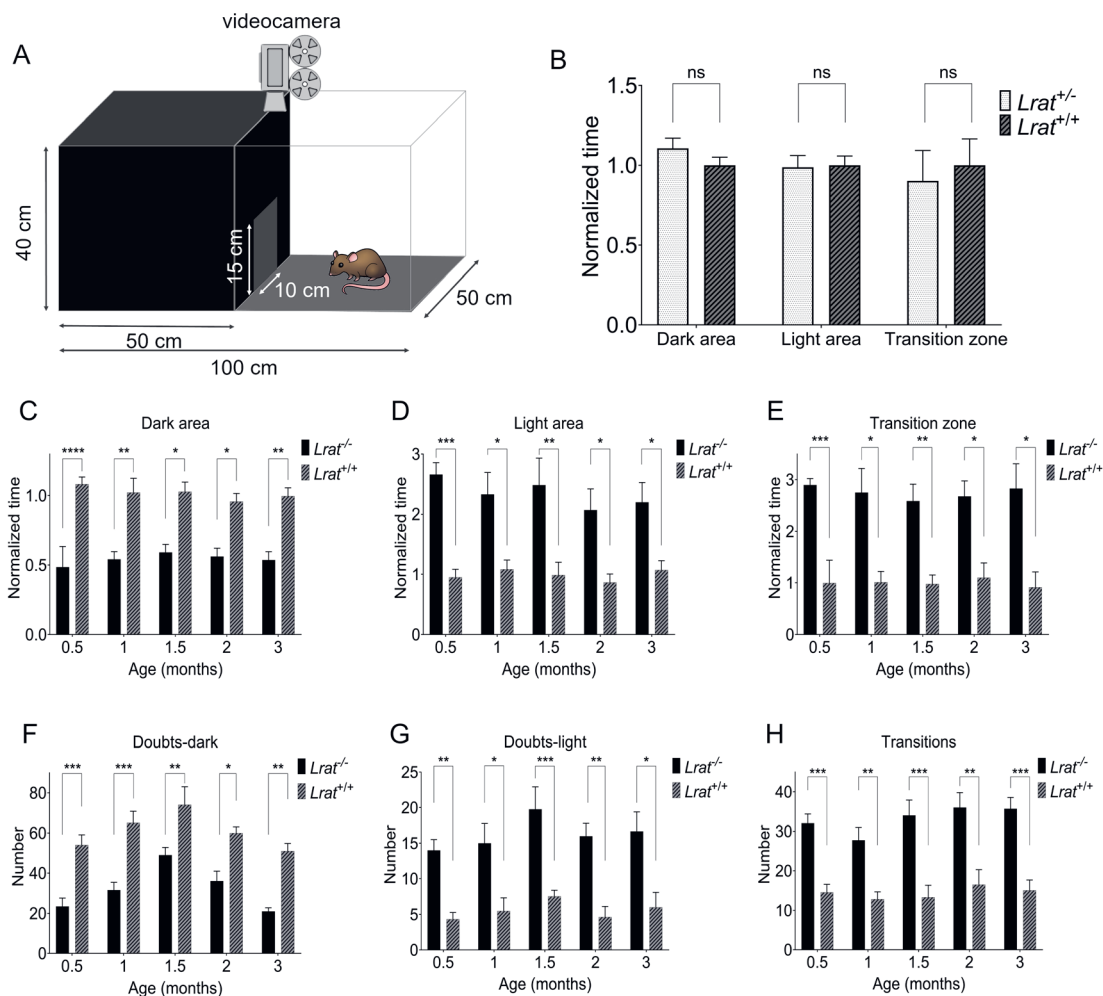 videocamera
A
40 cm
15 cm
10 cm
50 cm
50 cm
100 cm
B
ns ns ns
Lrat+/-
Lrat+/+
Normalized time
1.5
1.0
0.5
0.0
Dark area Light area Transition zone
C
Dark area
**** ** * * **
Lrat-/-
Lrat+/+
Normalized time
1.0
0.5
0.0
0.5 1 1.5 2 3
Age (months)
D
Light area
*** * ** * *
Lrat-/-
Lrat+/+
Normalized time
3
2
1
0
0.5 1 1.5 2 3
Age (months)
E
Transition zone
*** * ** * *
Lrat-/-
Lrat+/+
Normalized time
3
2
1
0
0.5 1 1.5 2 3
Age (months)
F
Doubts-dark
*** *** ** * **
Lrat-/-
Lrat+/+
Number
80
60
40
20
0
0.5 1 1.5 2 3
Age (months)
G
Doubts-light
** * *** ** *
Lrat-/-
Lrat+/+
Number
25
20
15
10
5
0
0.5 1 1.5 2 3
Age (months)
H
Transitions
*** ** *** ** ***
Lrat-/-
Lrat+/+
Number
40
30
20
10
0
0.5 1 1.5 2 3
Age (months)